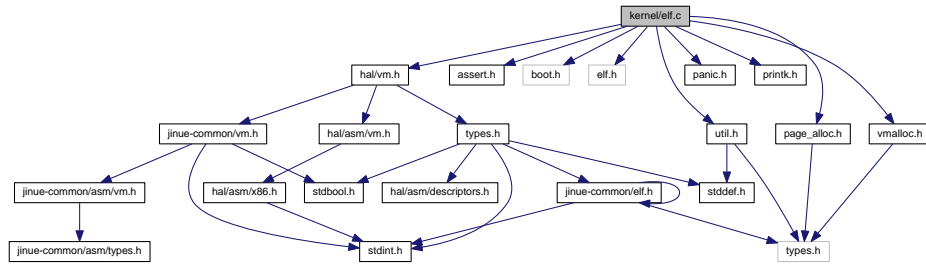 kernel/elf.c
hal/vm.h
assert.h
boot.h
elf.h
panic.h
printk.h
jinue-common/vm.h
hal/asm/vm.h
types.h
util.h
page_alloc.h
vmalloc.h
jinue-common/asm/vm.h
hal/asm/x86.h
stdbool.h
hal/asm/descriptors.h
jinue-common/elf.h
stddef.h
jinue-common/asm/types.h
stdint.h
types.h